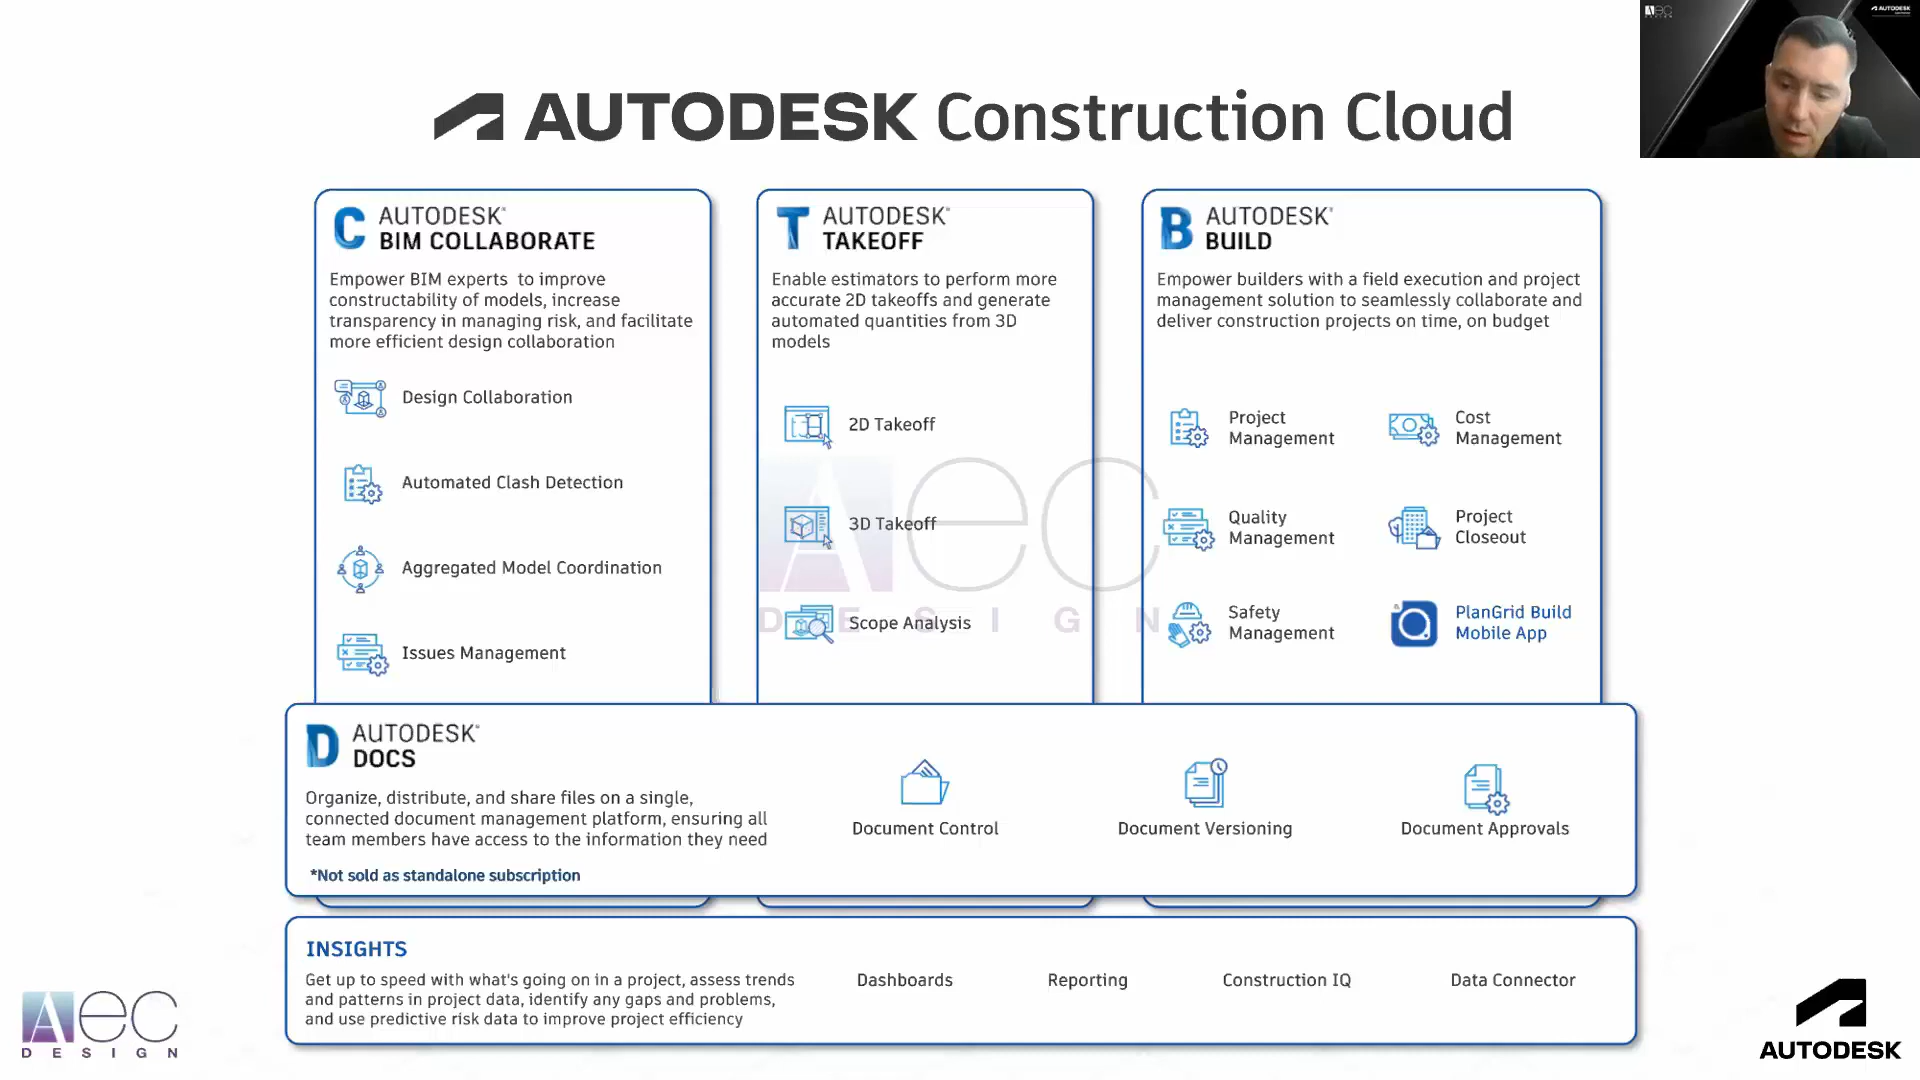 AUTODESK Construction Cloud
AEC
DESIGN
AUTODESK
AUTODESK
BIM COLLABORATE
Empower BIM experts to improve
constructability of models, increase
transparency in managing risk, and facilitate
more efficient design collaboration
Design Collaboration
Automated Clash Detection
Aggregated Model Coordination
Issues Management
AUTODESK
TAKEOFF
Enable estimators to perform more
accurate 2D takeoffs and generate
automated quantities from 3D
models
2D Takeoff
3D Takeoff
Scope Analysis
Aec
DESIGN
AUTODESK
BUILD
Empower builders with a field execution and project
management solution to seamlessly collaborate and
deliver construction projects on time, on budget
Project
Management
Cost
Management
Quality
Management
Project
Closeout
Safety
Management
PlanGrid Build
Mobile App
AUTODESK
DOCS
Organize, distribute, and share files on a single,
connected document management platform, ensuring all
team members have access to the information they need
*Not sold as standalone subscription
Document Control
Document Versioning
Document Approvals
INSIGHTS
Get up to speed with what's going on in a project, assess trends
and patterns in project data, identify any gaps and problems,
and use predictive risk data to improve project efficiency
Dashboards
Reporting
Construction IQ
Data Connector
Aec
DESIGN
AUTODESK